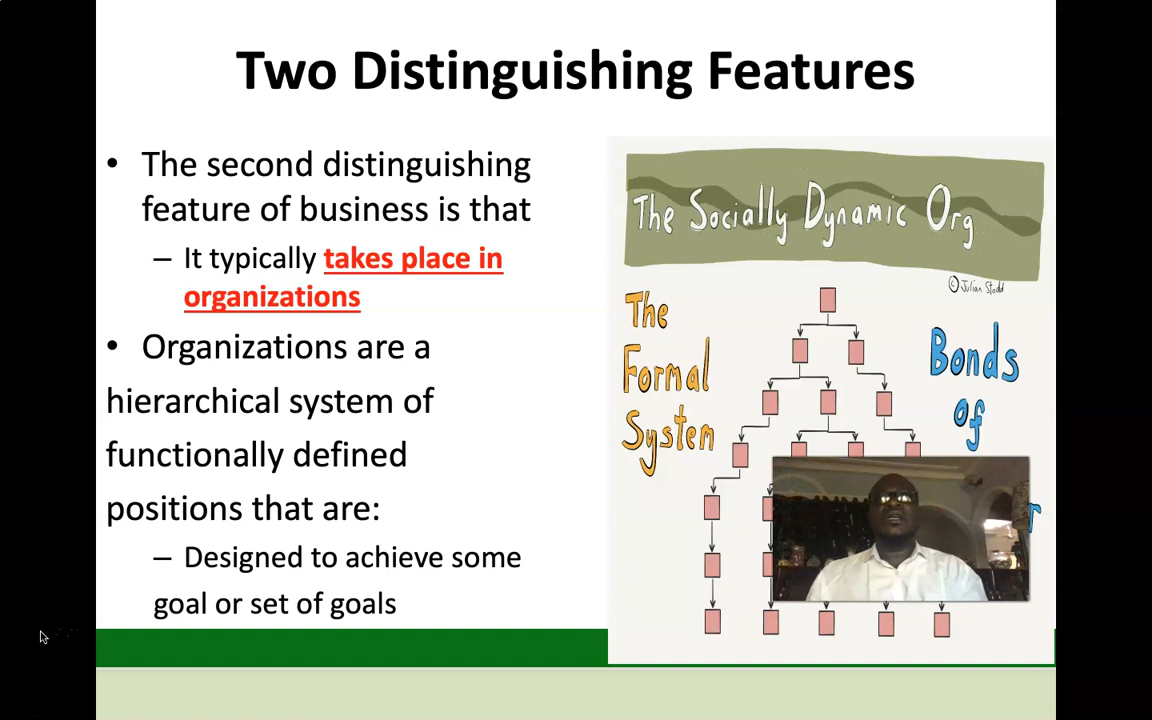 Two Distinguishing Features
• The second distinguishing
feature of business is that
– It typically takes place in
organizations
• Organizations are a
hierarchical system of
functionally defined
positions that are:
– Designed to achieve some
goal or set of goals
The Socially Dynamic Org
© Julian Stodd
The
Formal
System
Bonds
of